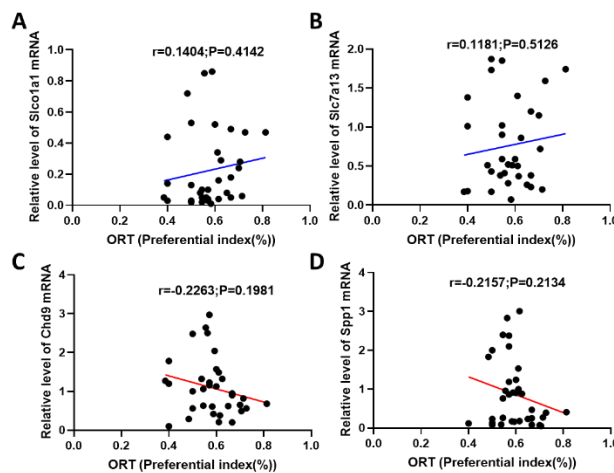 A
r=0.1404;P=0.4142
Relative level of Slco1a1 mRNA
1.0
0.8
0.6
0.4
0.2
0.0
0.0 0.2 0.4 0.6 0.8 1.0
ORT (Preferential index(%))
B
r=0.1181;P=0.5126
Relative level of Slc7a13 mRNA
2.0
1.5
1.0
0.5
0.0
0.0 0.2 0.4 0.6 0.8 1.0
ORT (Preferential index(%))
C
r=-0.2263;P=0.1981
Relative level of Chd9 mRNA
4
3
2
1
0
0.0 0.2 0.4 0.6 0.8 1.0
ORT (Preferential index(%))
D
r=-0.2157;P=0.2134
Relative level of Spp1 mRNA
4
3
2
1
0
0.0 0.2 0.4 0.6 0.8 1.0
ORT (Preferential index(%))